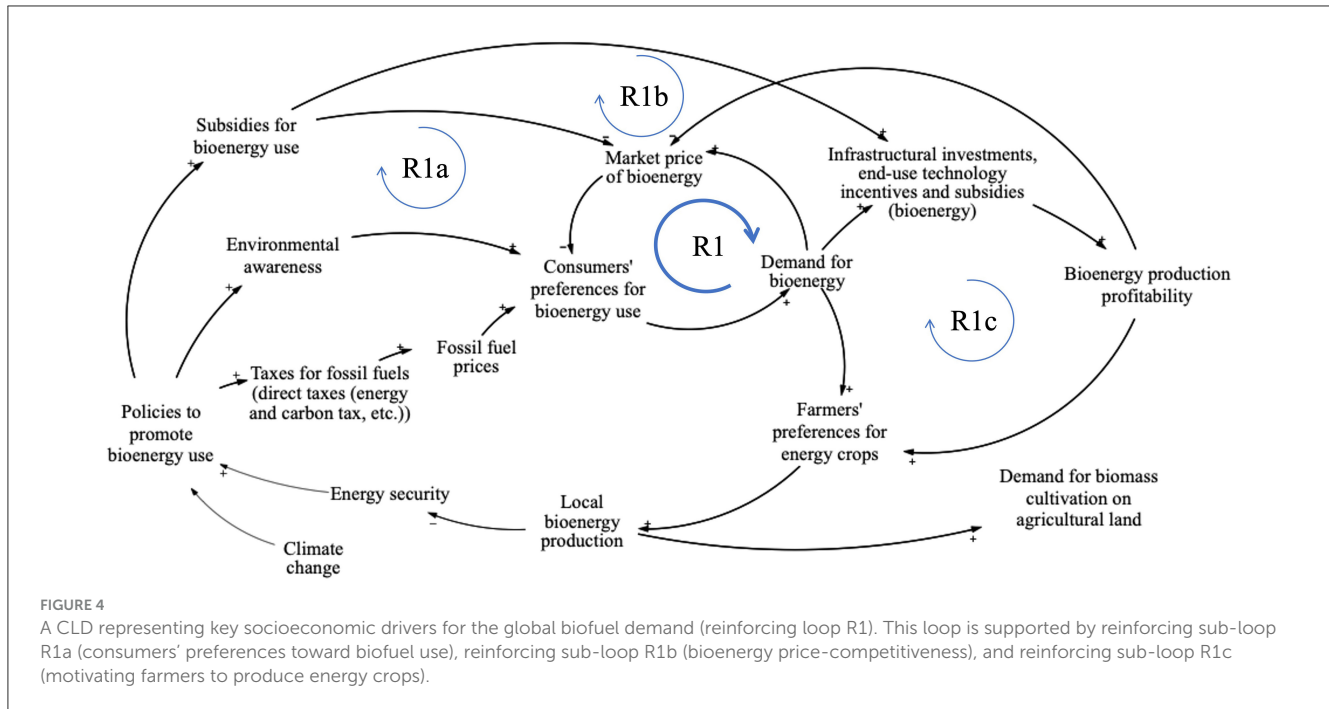 R1b
Subsidies for
bioenergy use
+
R1a
−
−
Market price
of bioenergy
+
+
Infrastructural investments,
end-use technology
incentives and subsidies
(bioenergy)
+
Environmental
awareness
+
+
−
Consumers'
preferences for
bioenergy use
+
R1
Demand for
bioenergy
+
+
Bioenergy production
profitability
R1c
Fossil fuel
prices
+
+
Taxes for fossil fuels
(direct taxes (energy
and carbon tax, etc.))
Policies to
promote
bioenergy use
+
+
Farmers'
preferences for
energy crops
+
Energy security
−
Climate
change
Local
bioenergy
production
+
Demand for biomass
cultivation on
agricultural land
+
FIGURE 4
A CLD representing key socioeconomic drivers for the global biofuel demand (reinforcing loop R1). This loop is supported by reinforcing sub-loop
R1a (consumers’ preferences toward biofuel use), reinforcing sub-loop R1b (bioenergy price-competitiveness), and reinforcing sub-loop R1c
(motivating farmers to produce energy crops).